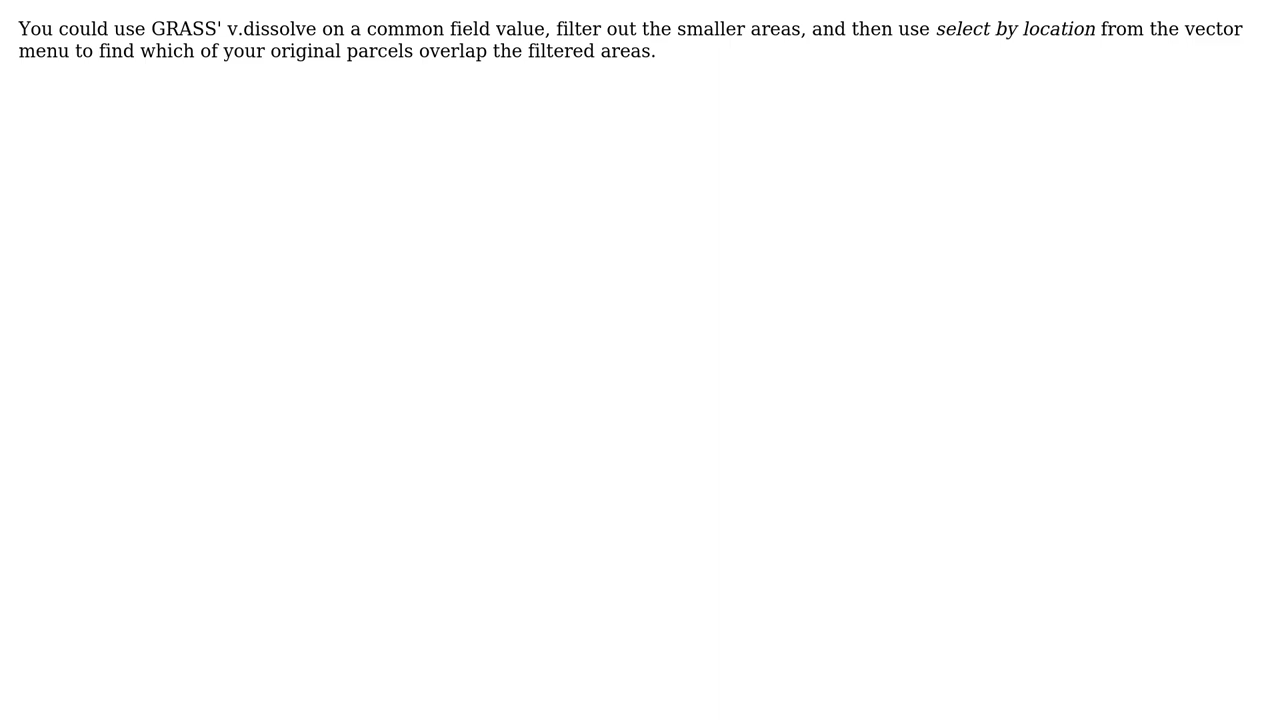 You could use GRASS' v.dissolve on a common field value, filter out the smaller areas, and then use select by location from the vector
menu to find which of your original parcels overlap the filtered areas.